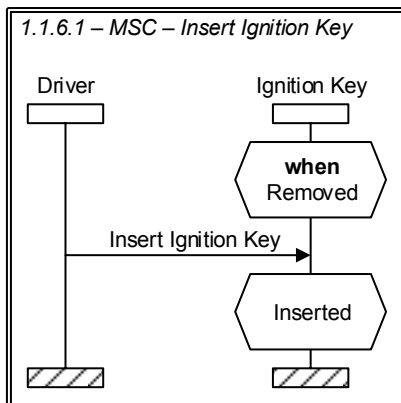 1.1.6.1 – MSC – Insert Ignition Key
Driver
Ignition Key
when
Removed
Insert Ignition Key
Inserted